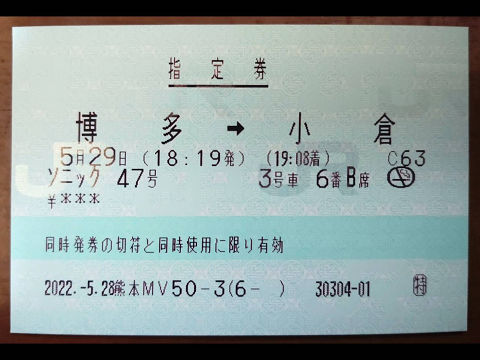 指定券
博多 → 小倉
5月29日 (18:19発) (19:08着) C63
ソニック 47号 3号車 6番B席
¥***
同時発券の切符と同時使用に限り有効
2022.-5.28熊本MV50-3(6- ) 30304-01 特